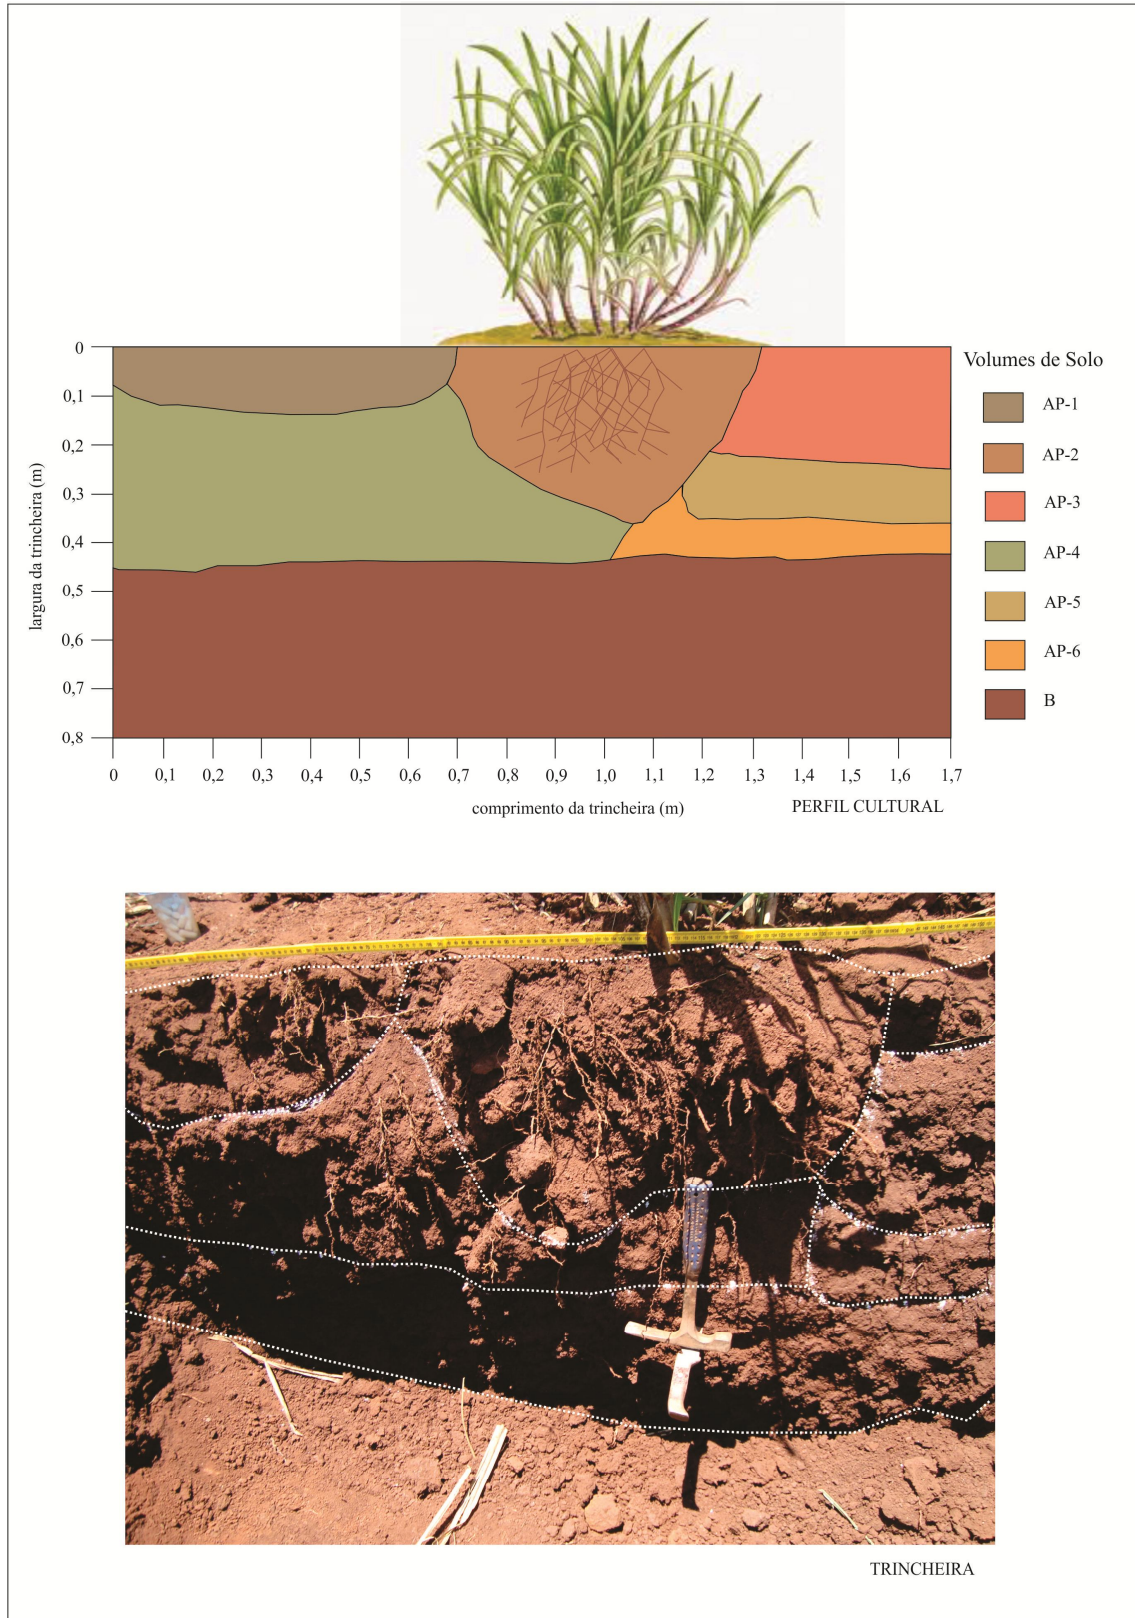 0
0,1
0,2
0,3
0,4
0,5
0,6
0,7
0,8
largura da trincheira (m)
0 0,1 0,2 0,3 0,4 0,5 0,6 0,7 0,8 0,9 1,0 1,1 1,2 1,3 1,4 1,5 1,6 1,7
comprimento da trincheira (m)
PERFIL CULTURAL
Volumes de Solo
AP-1
AP-2
AP-3
AP-4
AP-5
AP-6
B
TRINCHEIRA